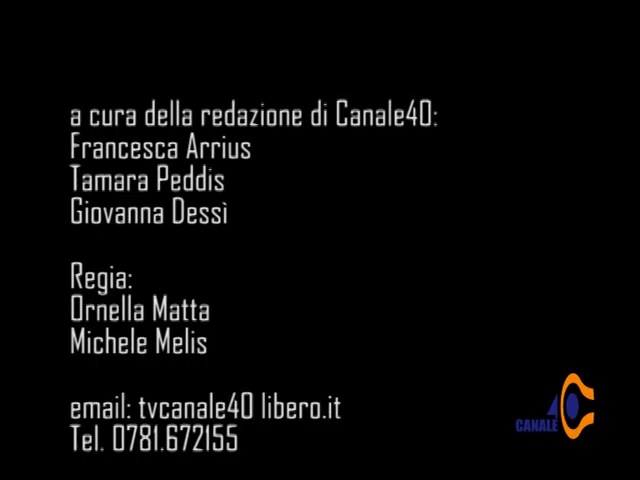 a cura della redazione di Canale40:
Francesca Arrius
Tamara Peddis
Giovanna Dessì
Regia:
Ornella Matta
Michele Melis
email: tvcanale40 libero.it
Tel. 0781.672155
CANALE 40